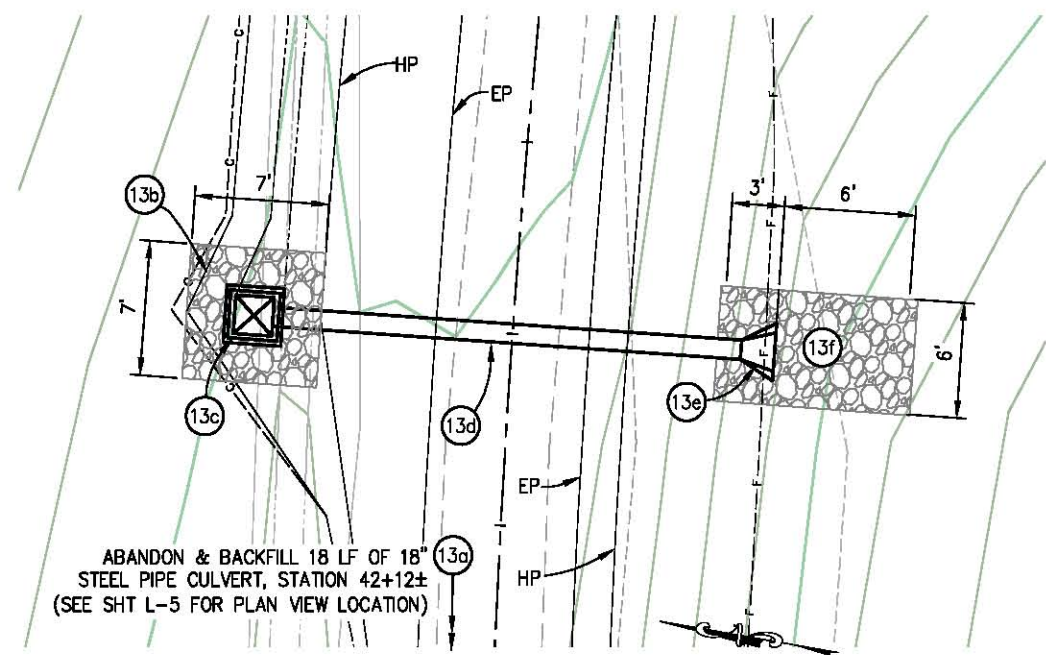 HP
EP
C
C
F
13b
7'
3'
6'
F
7'
C
13f
6'
F
13c
C
13d
13e
F
EP
F
ABANDON & BACKFILL 18 LF OF 18"
13a
STEEL PIPE CULVERT, STATION 42+12±
(SEE SHT L-5 FOR PLAN VIEW LOCATION)
HP
F